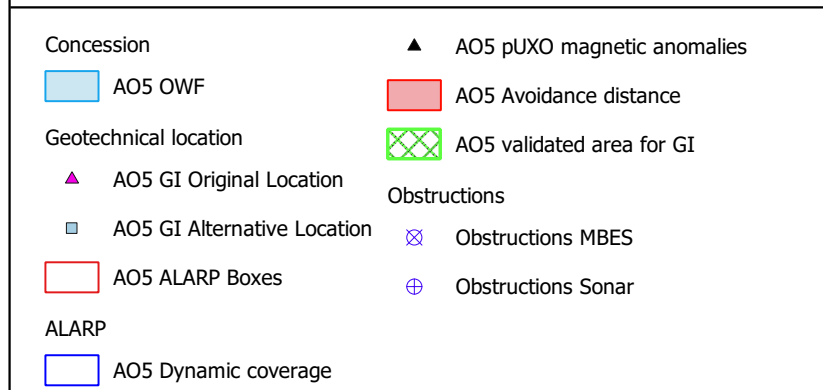 Concession
AO5 OWF
Geotechnical location
AO5 GI Original Location
AO5 GI Alternative Location
AO5 ALARP Boxes
ALARP
AO5 Dynamic coverage
AO5 pUXO magnetic anomalies
AO5 Avoidance distance
AO5 validated area for GI
Obstructions
Obstructions MBES
Obstructions Sonar